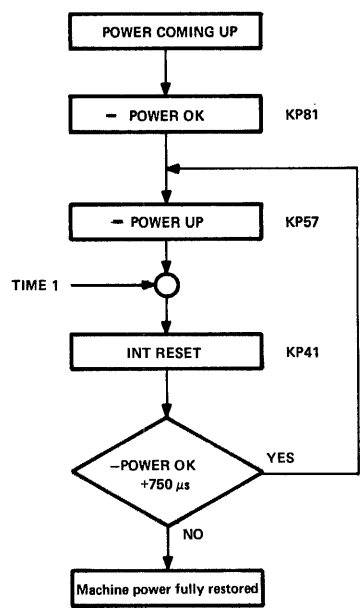 POWER COMING UP
– POWER OK
KP81
– POWER UP
KP57
TIME 1
INT RESET
KP41
–POWER OK
+750 μs
YES
NO
Machine power fully restored